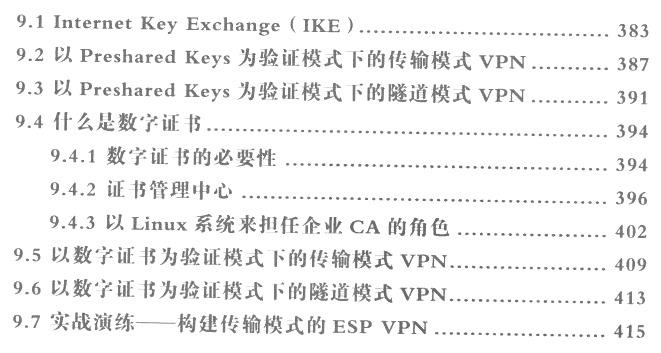 9.1 Internet Key Exchange（IKE）............................................ 383
9.2 以 Preshared Keys 为验证模式下的传输模式 VPN.............. 387
9.3 以 Preshared Keys 为验证模式下的隧道模式 VPN.............. 391
9.4 什么是数字证书.................................................................. 394
9.4.1 数字证书的必要性 ...................................................... 394
9.4.2 证书管理中心 ............................................................. 396
9.4.3 以 Linux 系统来担任企业 CA 的角色 ......................... 402
9.5 以数字证书为验证模式下的传输模式 VPN.......................... 409
9.6 以数字证书为验证模式下的隧道模式 VPN.......................... 413
9.7 实战演练——构建传输模式的 ESP VPN ............................ 415